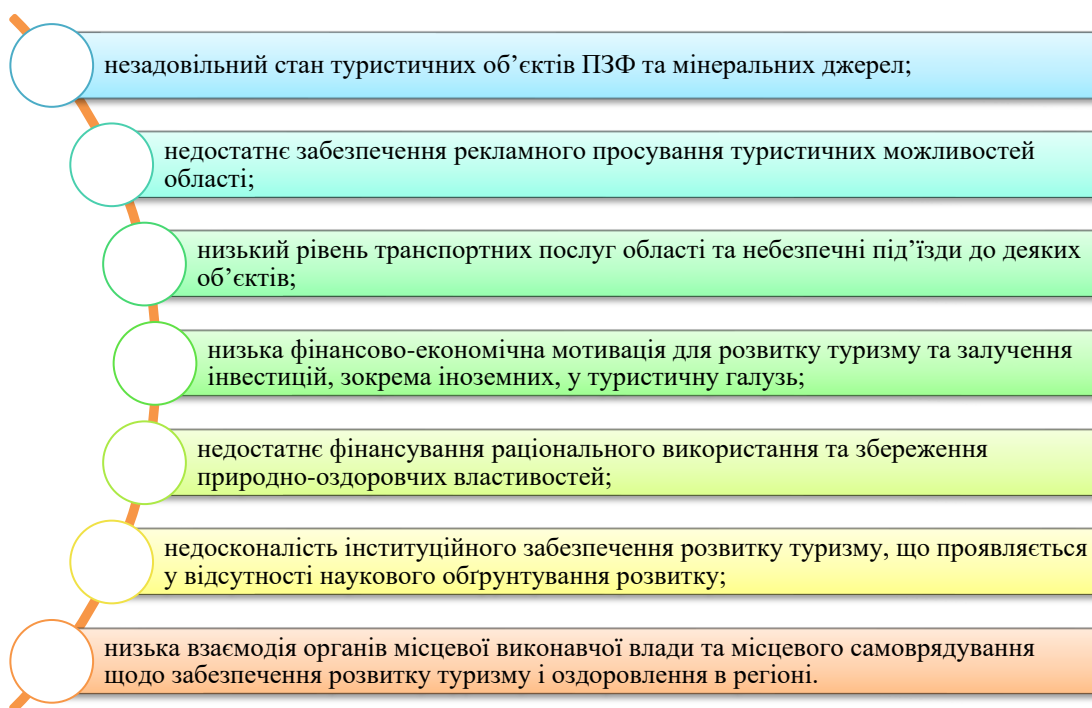 незадовільний стан туристичних об’єктів ПЗФ та мінеральних джерел;
недостатнє забезпечення рекламного просування туристичних можливостей
області;
низький рівень транспортних послуг області та небезпечні під’їзди до деяких
об’єктів;
низька фінансово-економічна мотивація для розвитку туризму та залучення
інвестицій, зокрема іноземних, у туристичну галузь;
недостатнє фінансування раціонального використання та збереження
природно-оздоровчих властивостей;
недосконалість інституційного забезпечення розвитку туризму, що проявляється
у відсутності наукового обґрунтування розвитку;
низька взаємодія органів місцевої виконавчої влади та місцевого самоврядування
щодо забезпечення розвитку туризму і оздоровлення в регіоні.